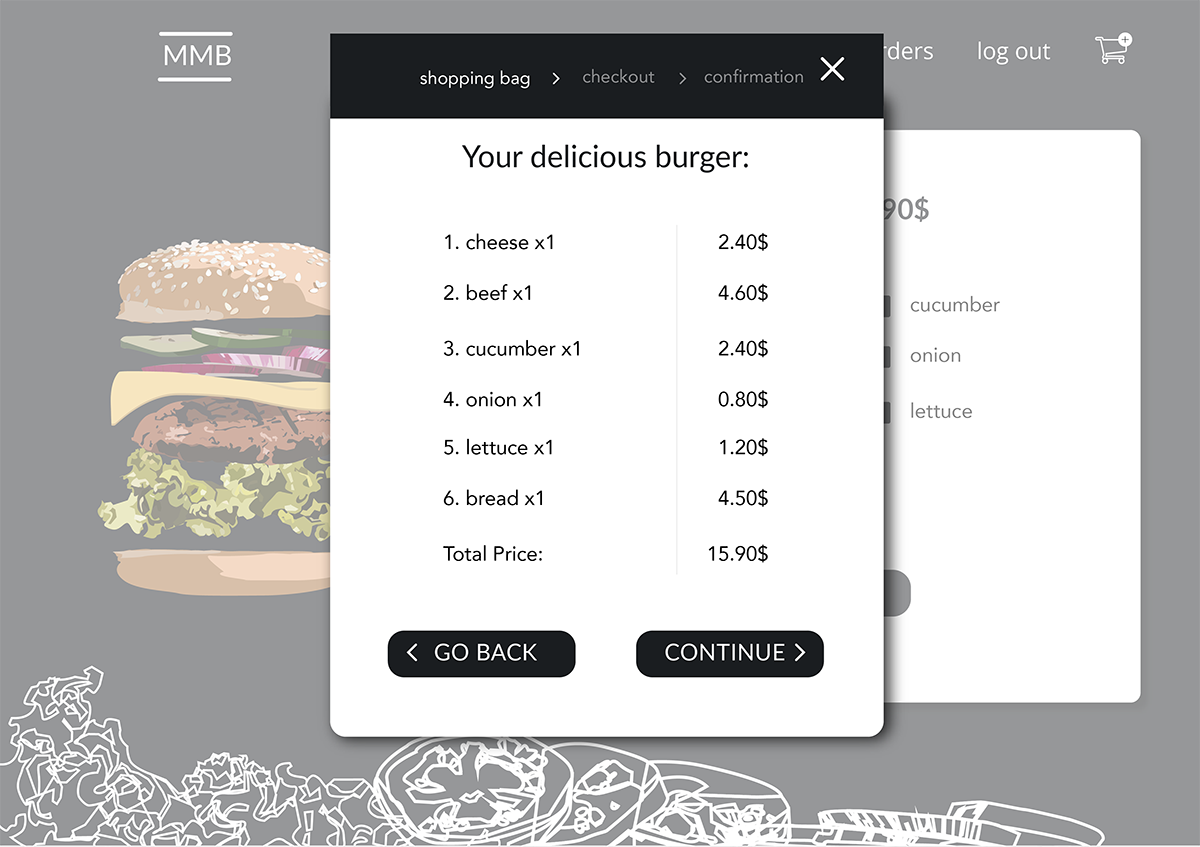 MMB
log out
shopping bag > checkout > confirmation
Your delicious burger:
1. cheese x1 2.40$
2. beef x1 4.60$
3. cucumber x1 2.40$
4. onion x1 0.80$
5. lettuce x1 1.20$
6. bread x1 4.50$
Total Price: 15.90$
< GO BACK
CONTINUE >
90$
cucumber
onion
lettuce